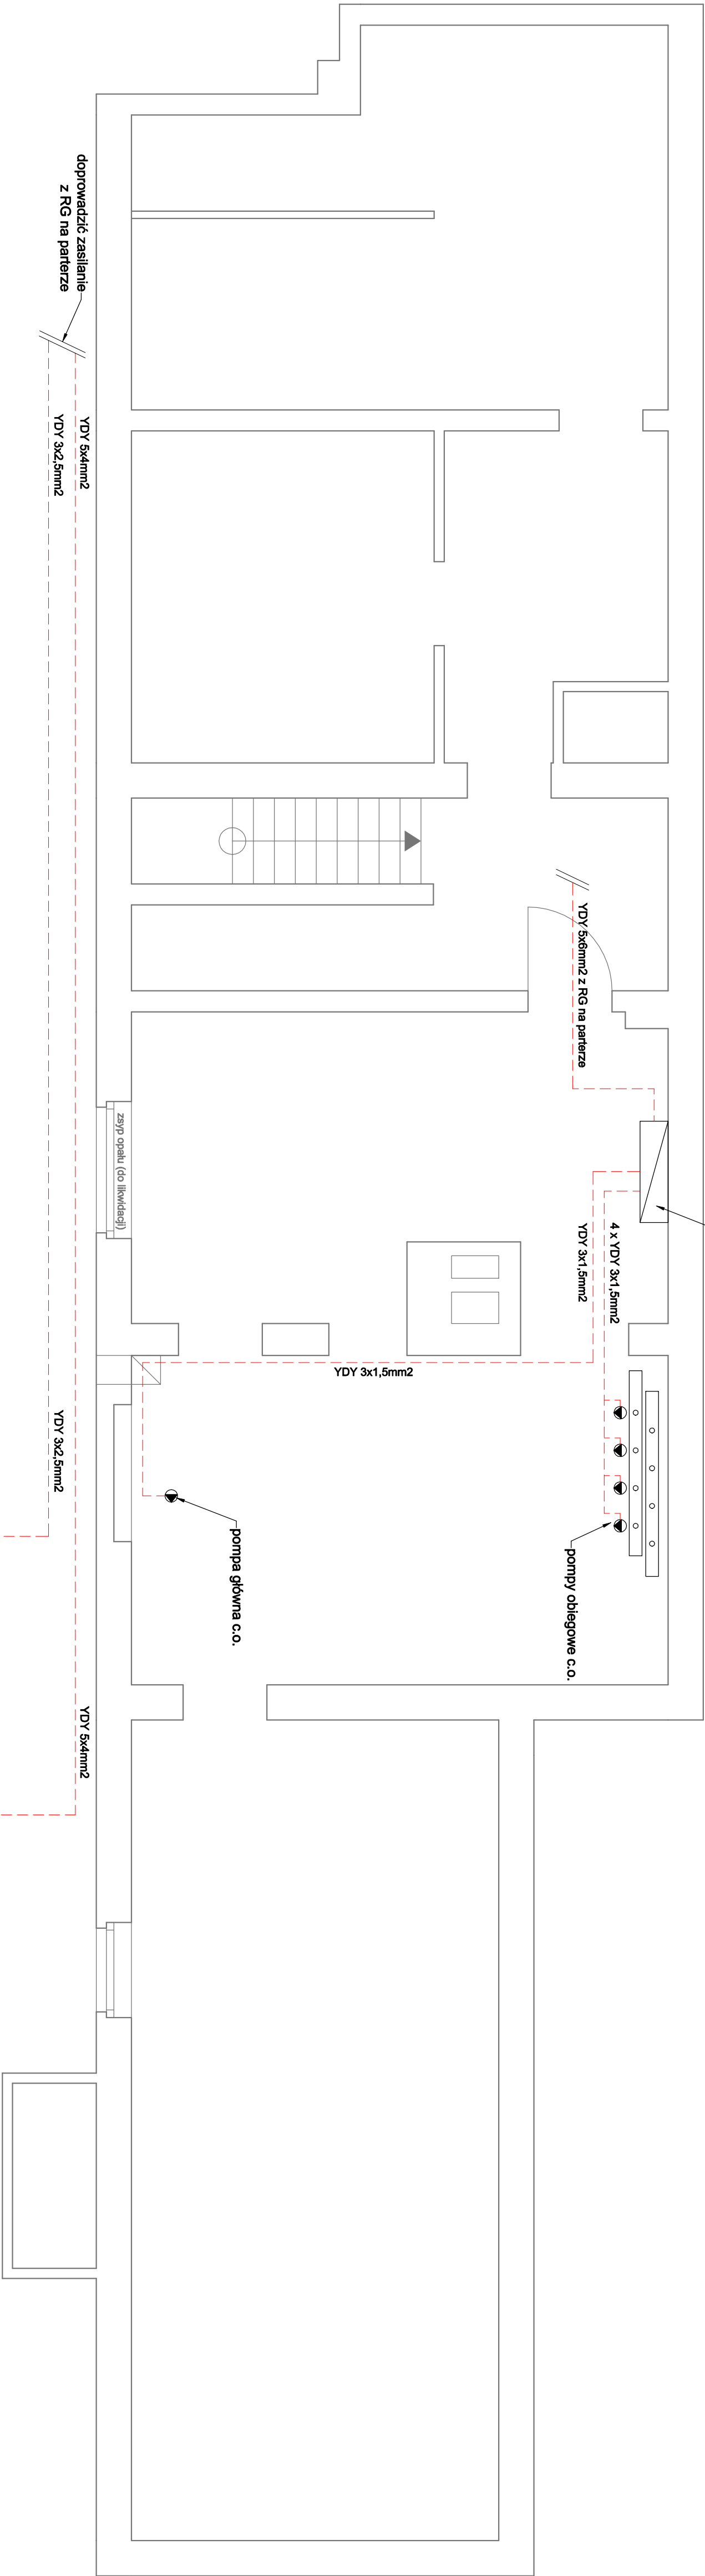 doprowadzić zasilanie
z RG na parterze
YDY 5x4mm2
YDY 3x2,5mm2
YDY 5x6mm2 z RG na parterze
zsyp opału (do likwidacji)
4 x YDY 3x1,5mm2
YDY 3x1,5mm2
YDY 3x1,5mm2
pompy obiegowe c.o.
pompa główna c.o.
YDY 3x2,5mm2
YDY 5x4mm2